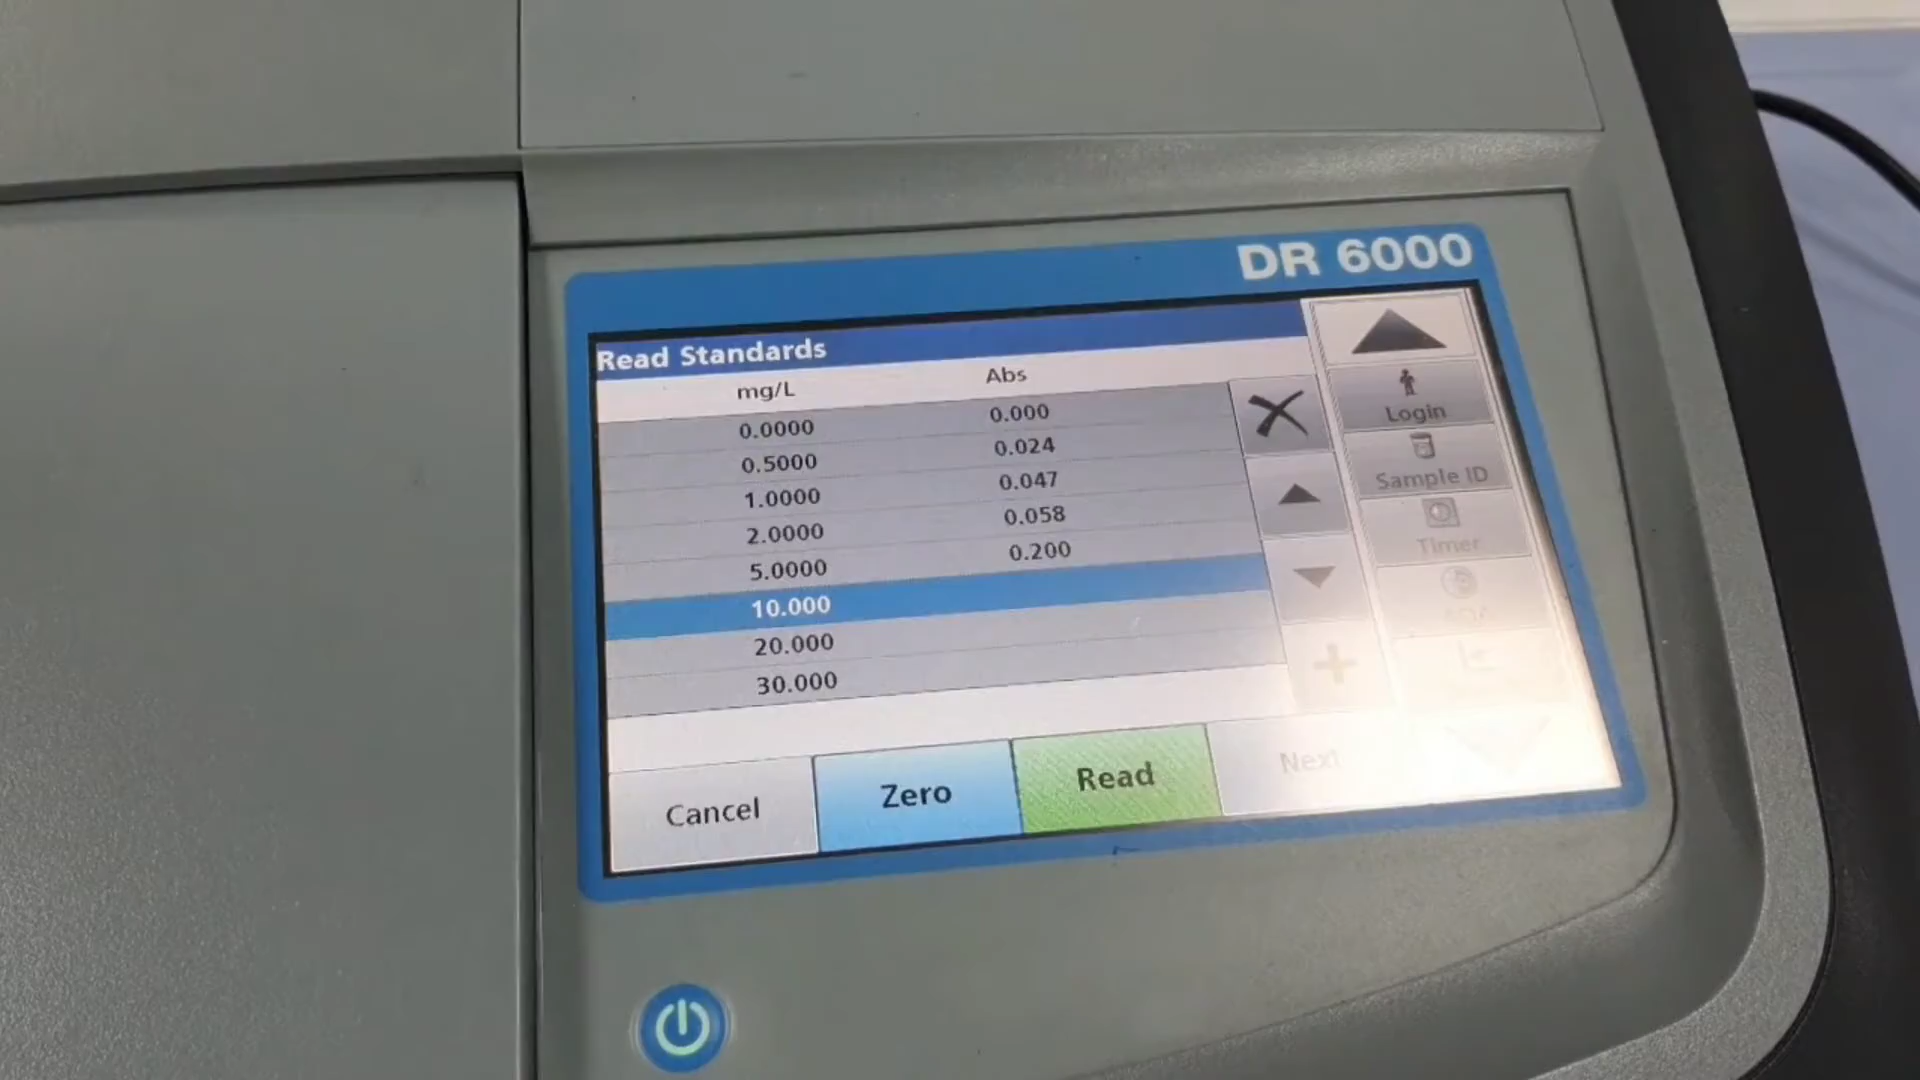 DR 6000
Read Standards
mg/L Abs
0.0000 0.000
0.5000 0.024
1.0000 0.047
2.0000 0.058
5.0000 0.200
10.000
20.000
30.000
Login
Sample ID
Timer
Cancel Zero Read Next